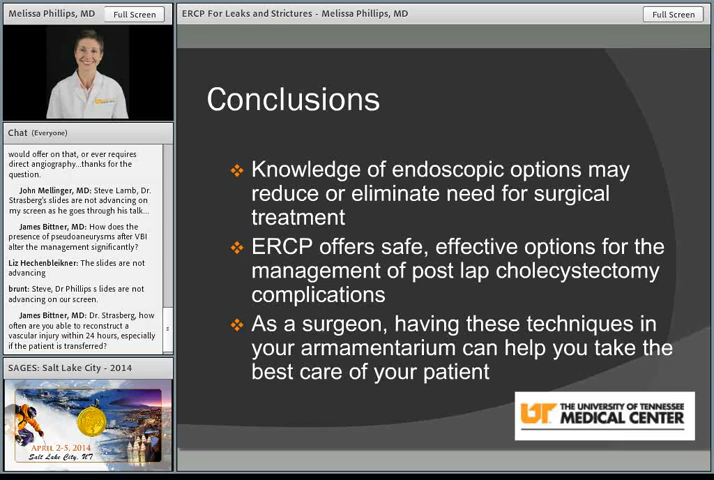 Melissa Phillips, MD
Full Screen
ERCP For Leaks and Strictures - Melissa Phillips, MD
Full Screen
Chat (Everyone)
would offer on that, or ever requires
direct angiography...thanks for the
question.
John Mellinger, MD: Steve Lamb, Dr.
Strasberg's slides are not advancing on
my screen as he goes through his talk...
James Bittner, MD: How does the
presence of pseudoaneurysms after VBI
alter the management significantly?
Liz Hechenbleikner: The slides are not
advancing
brunt: Steve, Dr Phillips s lides are not
advancing on our screen.
James Bittner, MD: Dr. Strasberg, how
often are you able to reconstruct a
vascular injury within 24 hours, especially
if the patient is transferred?
SAGES: Salt Lake City - 2014
APRIL 2-5, 2014
Salt Lake City, UT
Conclusions
Knowledge of endoscopic options may
reduce or eliminate need for surgical
treatment
ERCP offers safe, effective options for the
management of post lap cholecystectomy
complications
As a surgeon, having these techniques in
your armamentarium can help you take the
best care of your patient
UT THE UNIVERSITY OF TENNESSEE
MEDICAL CENTER